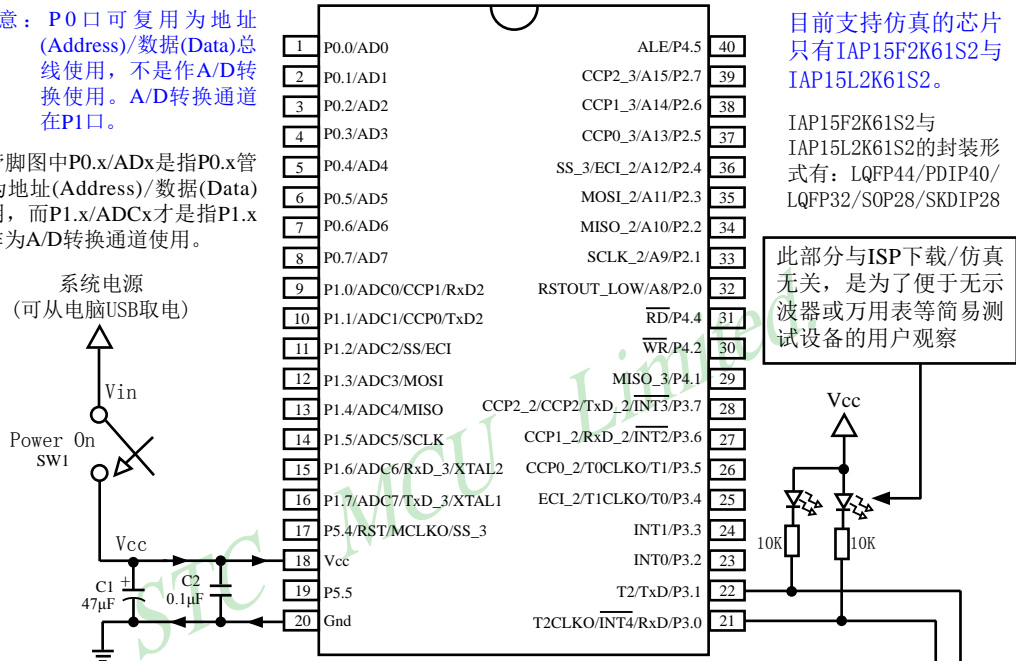 意：P0口可复用为地址
(Address)/数据(Data)总
线使用，不是作A/D转
换使用。A/D转换通道
在P1口。
脚图中P0.x/ADx是指P0.x管
为地址(Address)/数据(Data)
用，而P1.x/ADCx才是指P1.x
作为A/D转换通道使用。
系统电源
(可从电脑USB取电)
Vin
Power On
SW1
Vcc
C1
+
47μF
C2
0.1μF
1 P0.0/AD0
2 P0.1/AD1
3 P0.2/AD2
4 P0.3/AD3
5 P0.4/AD4
6 P0.5/AD5
7 P0.6/AD6
8 P0.7/AD7
9 P1.0/ADC0/CCP1/RxD2
10 P1.1/ADC1/CCP0/TxD2
11 P1.2/ADC2/SS/ECI
12 P1.3/ADC3/MOSI
13 P1.4/ADC4/MISO
14 P1.5/ADC5/SCLK
15 P1.6/ADC6/RxD_3/XTAL2
16 P1.7/ADC7/TxD_3/XTAL1
17 P5.4/RST/MCLKO/SS_3
18 Vcc
19 P5.5
20 Gnd
ALE/P4.5 40
CCP2_3/A15/P2.7 39
CCP1_3/A14/P2.6 38
CCP0_3/A13/P2.5 37
SS_3/ECI_2/A12/P2.4 36
MOSI_2/A11/P2.3 35
MISO_2/A10/P2.2 34
SCLK_2/A9/P2.1 33
RSTOUT_LOW/A8/P2.0 32
RD/P4.4 31
WR/P4.2 30
MISO_3/P4.1 29
CCP2_2/CCP2/TxD_2/INT3/P3.7 28
CCP1_2/RxD_2/INT2/P3.6 27
CCP0_2/T0CLKO/T1/P3.5 26
ECI_2/T1CLKO/T0/P3.4 25
INT1/P3.3 24
INT0/P3.2 23
T2/TxD/P3.1 22
T2CLKO/INT4/RxD/P3.0 21
STC MCU Limited.
目前支持仿真的芯片
只有IAP15F2K61S2与
IAP15L2K61S2。
IAP15F2K61S2与
IAP15L2K61S2的封装形
式有：LQFP44/PDIP40/
LQFP32/SOP28/SKDIP28
此部分与ISP下载/仿真
无关，是为了便于无示
波器或万用表等简易测
试设备的用户观察
Vcc
10K
10K